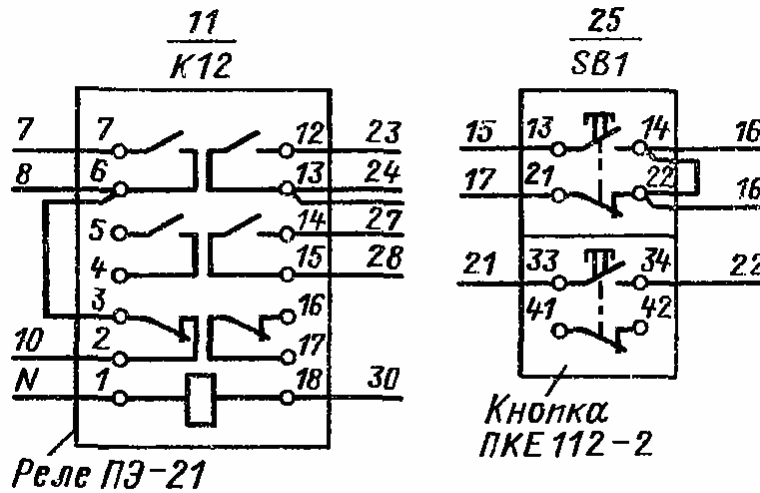 11
К12
7 7 12 23
8 6 13 24
5 14 27
4 15 28
3 16
10 2 17
N 1 18 30
Реле ПЭ-21
25
SB1
15 13 14 16
17 21 22 16
21 33 34 22
41 42
Кнопка
ПКЕ 112-2